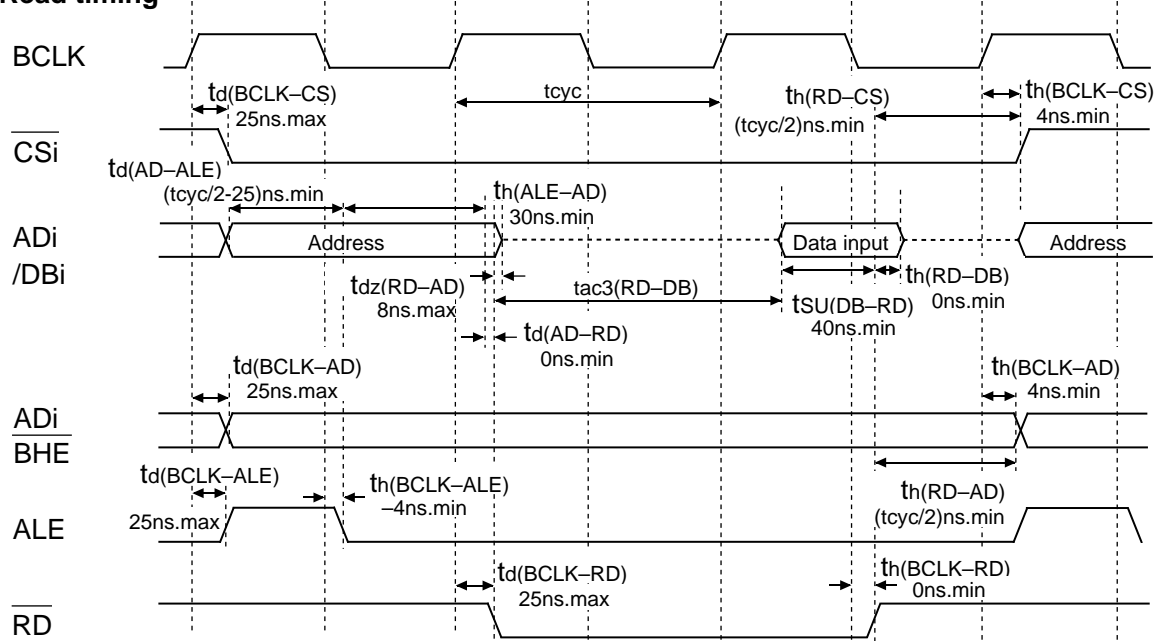 Read timing
BCLK
td(BCLK–CS)
25ns.max
tcyc
th(RD–CS)
(tcyc/2)ns.min
th(BCLK–CS)
4ns.min
CSi
td(AD–ALE)
(tcyc/2-25)ns.min
th(ALE–AD)
30ns.min
ADi
/DBi
Address
Data input
Address
tdz(RD–AD)
8ns.max
tac3(RD–DB)
th(RD–DB)
0ns.min
tSU(DB–RD)
40ns.min
td(AD–RD)
0ns.min
td(BCLK–AD)
25ns.max
th(BCLK–AD)
4ns.min
ADi
BHE
td(BCLK–ALE)
25ns.max
th(BCLK–ALE)
–4ns.min
th(RD–AD)
(tcyc/2)ns.min
ALE
td(BCLK–RD)
25ns.max
th(BCLK–RD)
0ns.min
RD